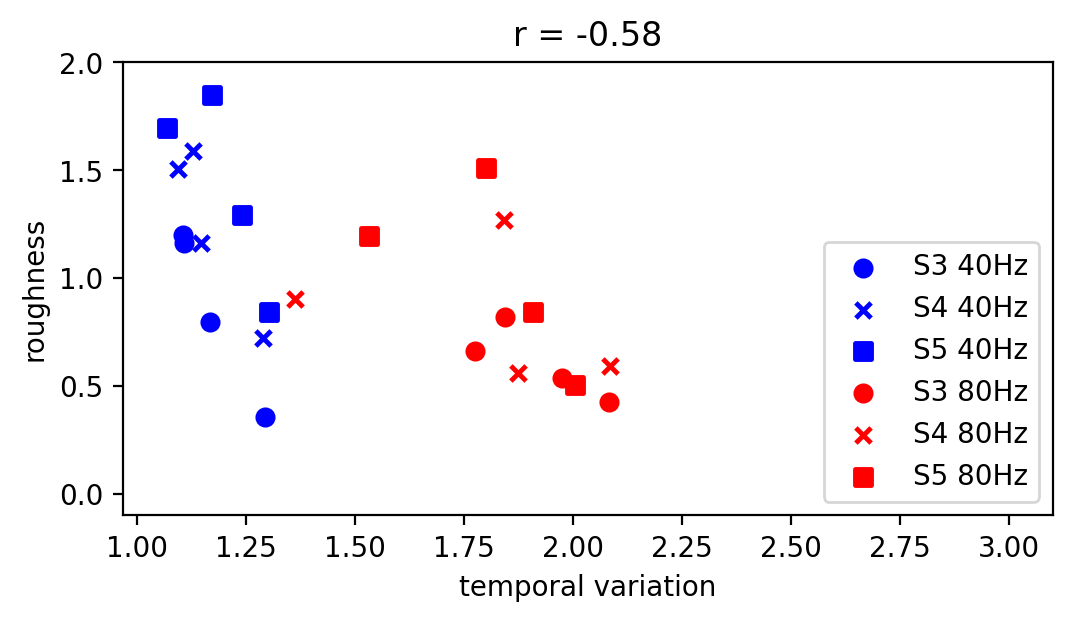 r = -0.58
2.0
1.5
1.0
0.5
0.0
roughness
1.00 1.25 1.50 1.75 2.00 2.25 2.50 2.75 3.00
temporal variation
S3 40Hz
S4 40Hz
S5 40Hz
S3 80Hz
S4 80Hz
S5 80Hz